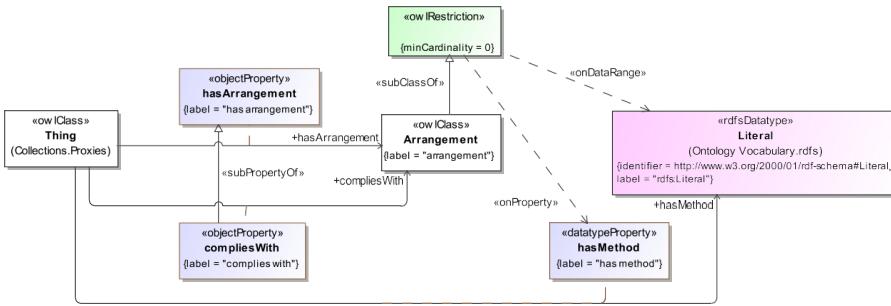 «owlRestriction»
{minCardinality = 0}
«subClassOf»
«onDataRange»
«objectProperty»
hasArrangement
{label = "has arrangement"}
«owlClass»
Thing
(Collections.Proxies)
+hasArrangement
«owlClass»
Arrangement
{label = "arrangement"}
«rdfsDatatype»
Literal
(Ontology Vocabulary.rdfs)
{identifier = http://www.w3.org/2000/01/rdf-schema#Literal,
label = "rdfs:Literal"}
«subPropertyOf»
+compliesWith
«onProperty»
+hasMethod
«objectProperty»
compliesWith
{label = "complies with"}
«datatypeProperty»
hasMethod
{label = "has method"}